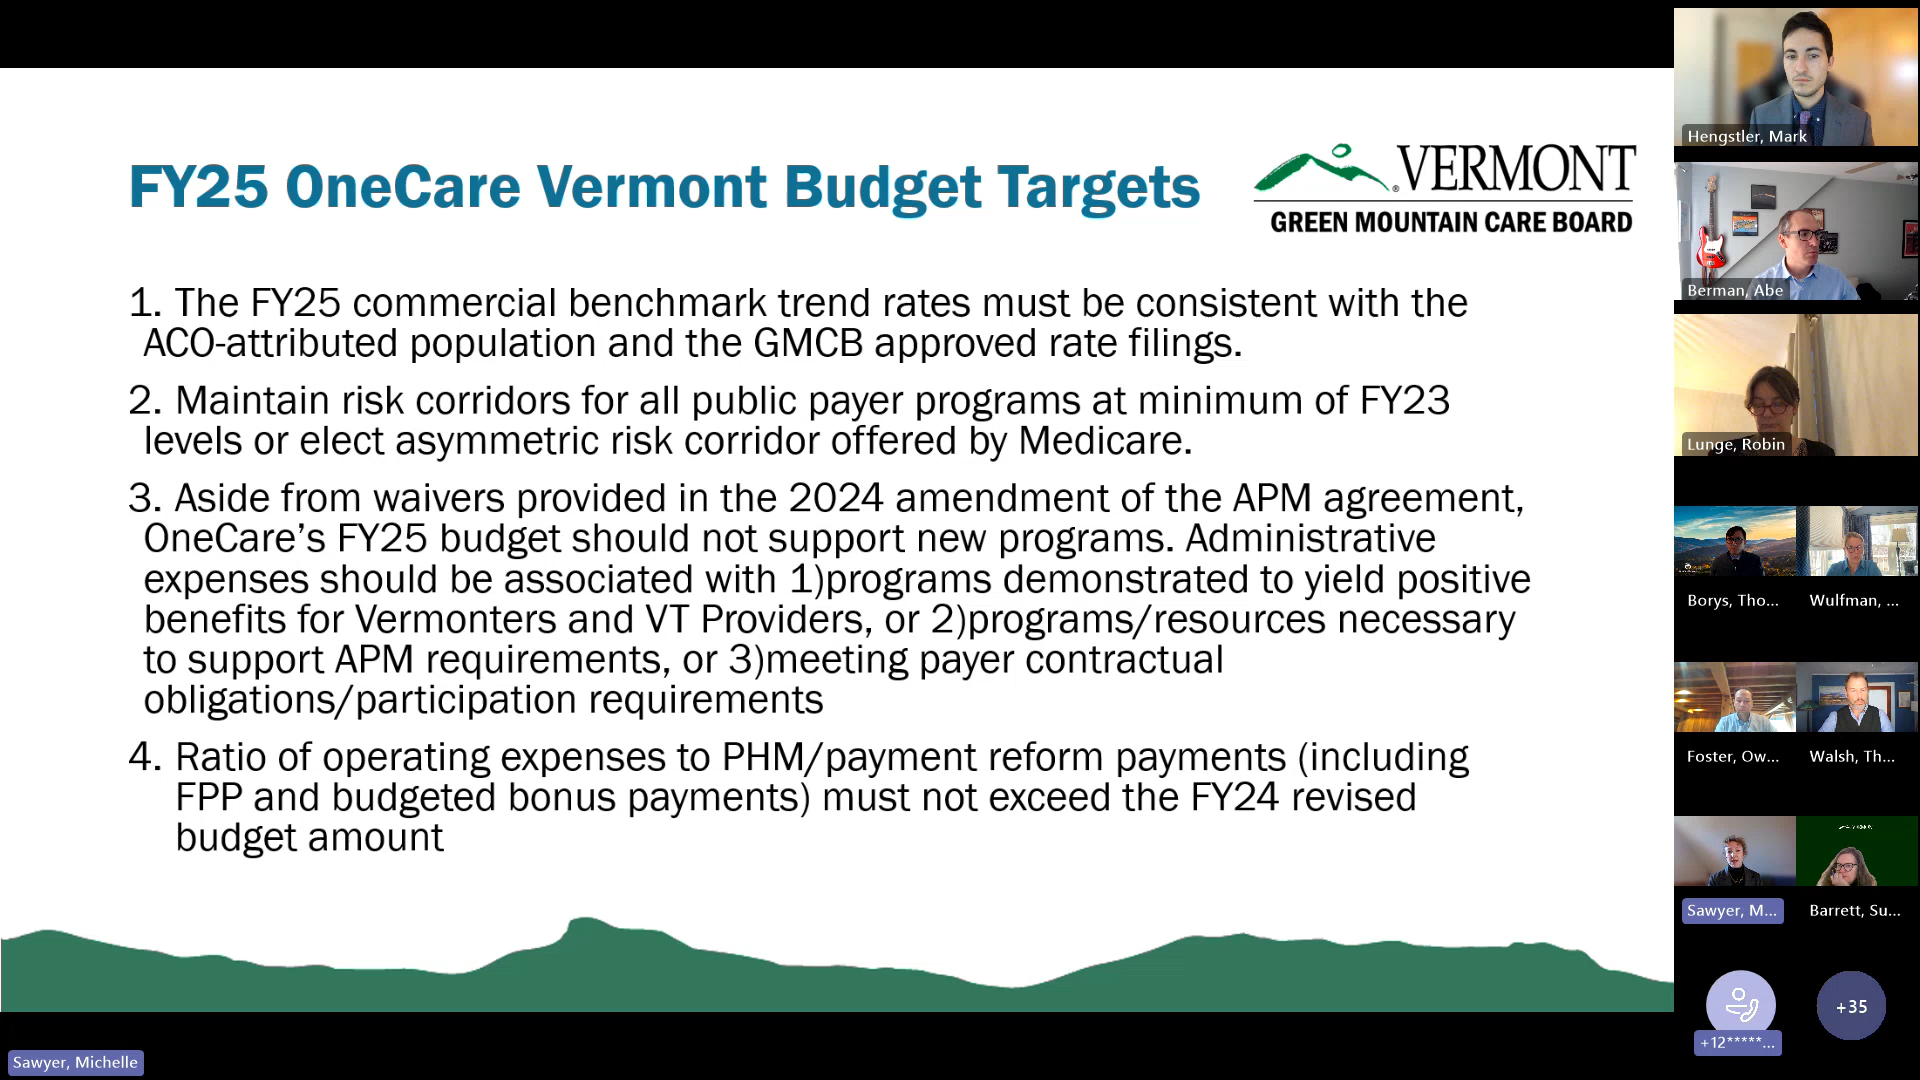 FY25 OneCare Vermont Budget Targets
VERMONT
GREEN MOUNTAIN CARE BOARD
1. The FY25 commercial benchmark trend rates must be consistent with the
ACO-attributed population and the GMCB approved rate filings.
2. Maintain risk corridors for all public payer programs at minimum of FY23
levels or elect asymmetric risk corridor offered by Medicare.
3. Aside from waivers provided in the 2024 amendment of the APM agreement,
OneCare’s FY25 budget should not support new programs. Administrative
expenses should be associated with 1)programs demonstrated to yield positive
benefits for Vermonters and VT Providers, or 2)programs/resources necessary
to support APM requirements, or 3)meeting payer contractual
obligations/participation requirements
4. Ratio of operating expenses to PHM/payment reform payments (including
FPP and budgeted bonus payments) must not exceed the FY24 revised
budget amount
Sawyer, Michelle
Hengstler, Mark
Berman, Abe
Lunge, Robin
Borys, Tho...
Wulfman, ...
Foster, Ow...
Walsh, Th...
Sawyer, M...
Barrett, Su...
+12*****...
+35